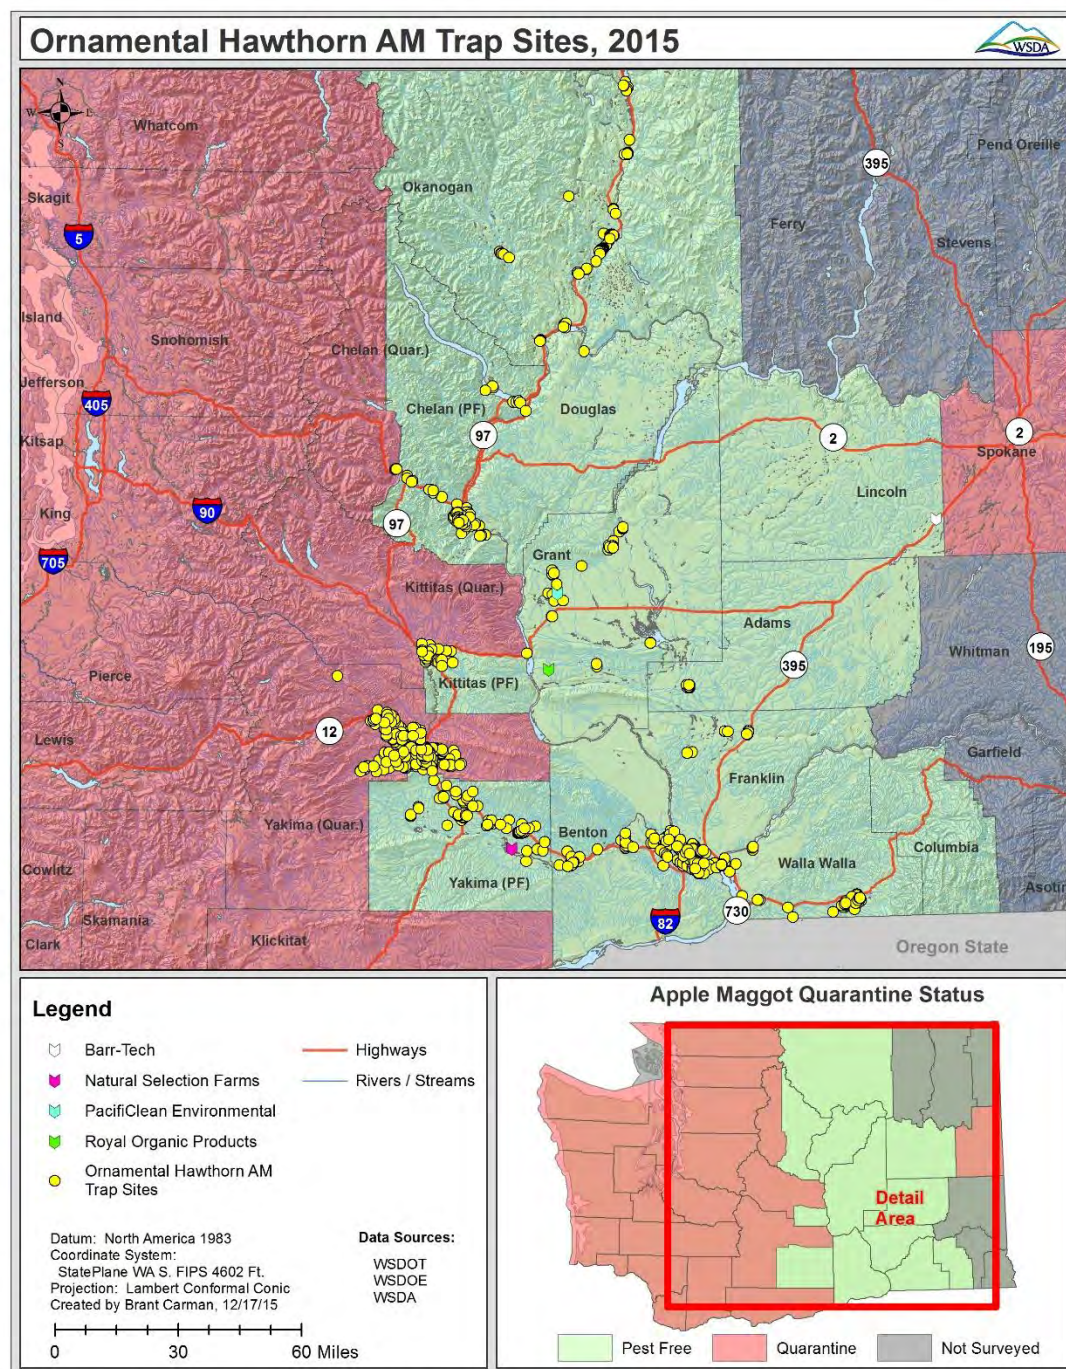 Ornamental Hawthorn AM Trap Sites, 2015
WSDA
N
W
E
S
Whatcom
Pend Oreille
395
Okanogan
Skagit
Ferry
5
Stevens
Island
Snohomish
Chelan (Quar.)
Jefferson
405
Chelan (PF)
Douglas
Kitsap
97
2
2
Spokane
Lincoln
King
90
97
705
Grant
Kittitas (Quar.)
Adams
Whitman
195
395
Pierce
Kittitas (PF)
Lewis
12
Garfield
Franklin
Yakima (Quar.)
Benton
Columbia
Walla Walla
Cowlitz
Yakima (PF)
Asotin
Skamania
730
82
Clark
Klickitat
Oregon State
Legend
Barr-Tech
Natural Selection Farms
PacifiClean Environmental
Royal Organic Products
Ornamental Hawthorn AM
Trap Sites
Highways
Rivers / Streams
Datum: North America 1983
Coordinate System:
StatePlane WA S. FIPS 4602 Ft.
Projection: Lambert Conformal Conic
Created by Brant Carman, 12/17/15
Data Sources:
WSDOT
WSDOE
WSDA
0 30 60 Miles
Apple Maggot Quarantine Status
Detail
Area
Pest Free
Quarantine
Not Surveyed